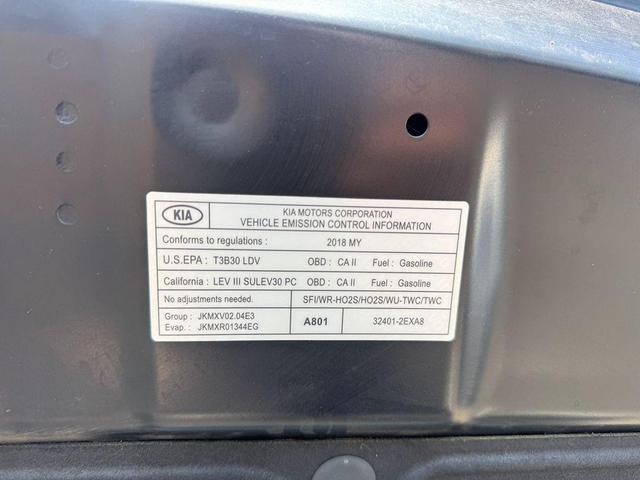 KIA
KIA MOTORS CORPORATION
VEHICLE EMISSION CONTROL INFORMATION
Conforms to regulations : 2018 MY
U.S.EPA : T3B30 LDV OBD : CA II Fuel : Gasoline
California : LEV III SULEV30 PC OBD : CA II Fuel : Gasoline
No adjustments needed. SFI/WR-HO2S/HO2S/WU-TWC/TWC
Group : JKMXV02.04E3
Evap. : JKMXR01344EG
A801 32401-2EXA8